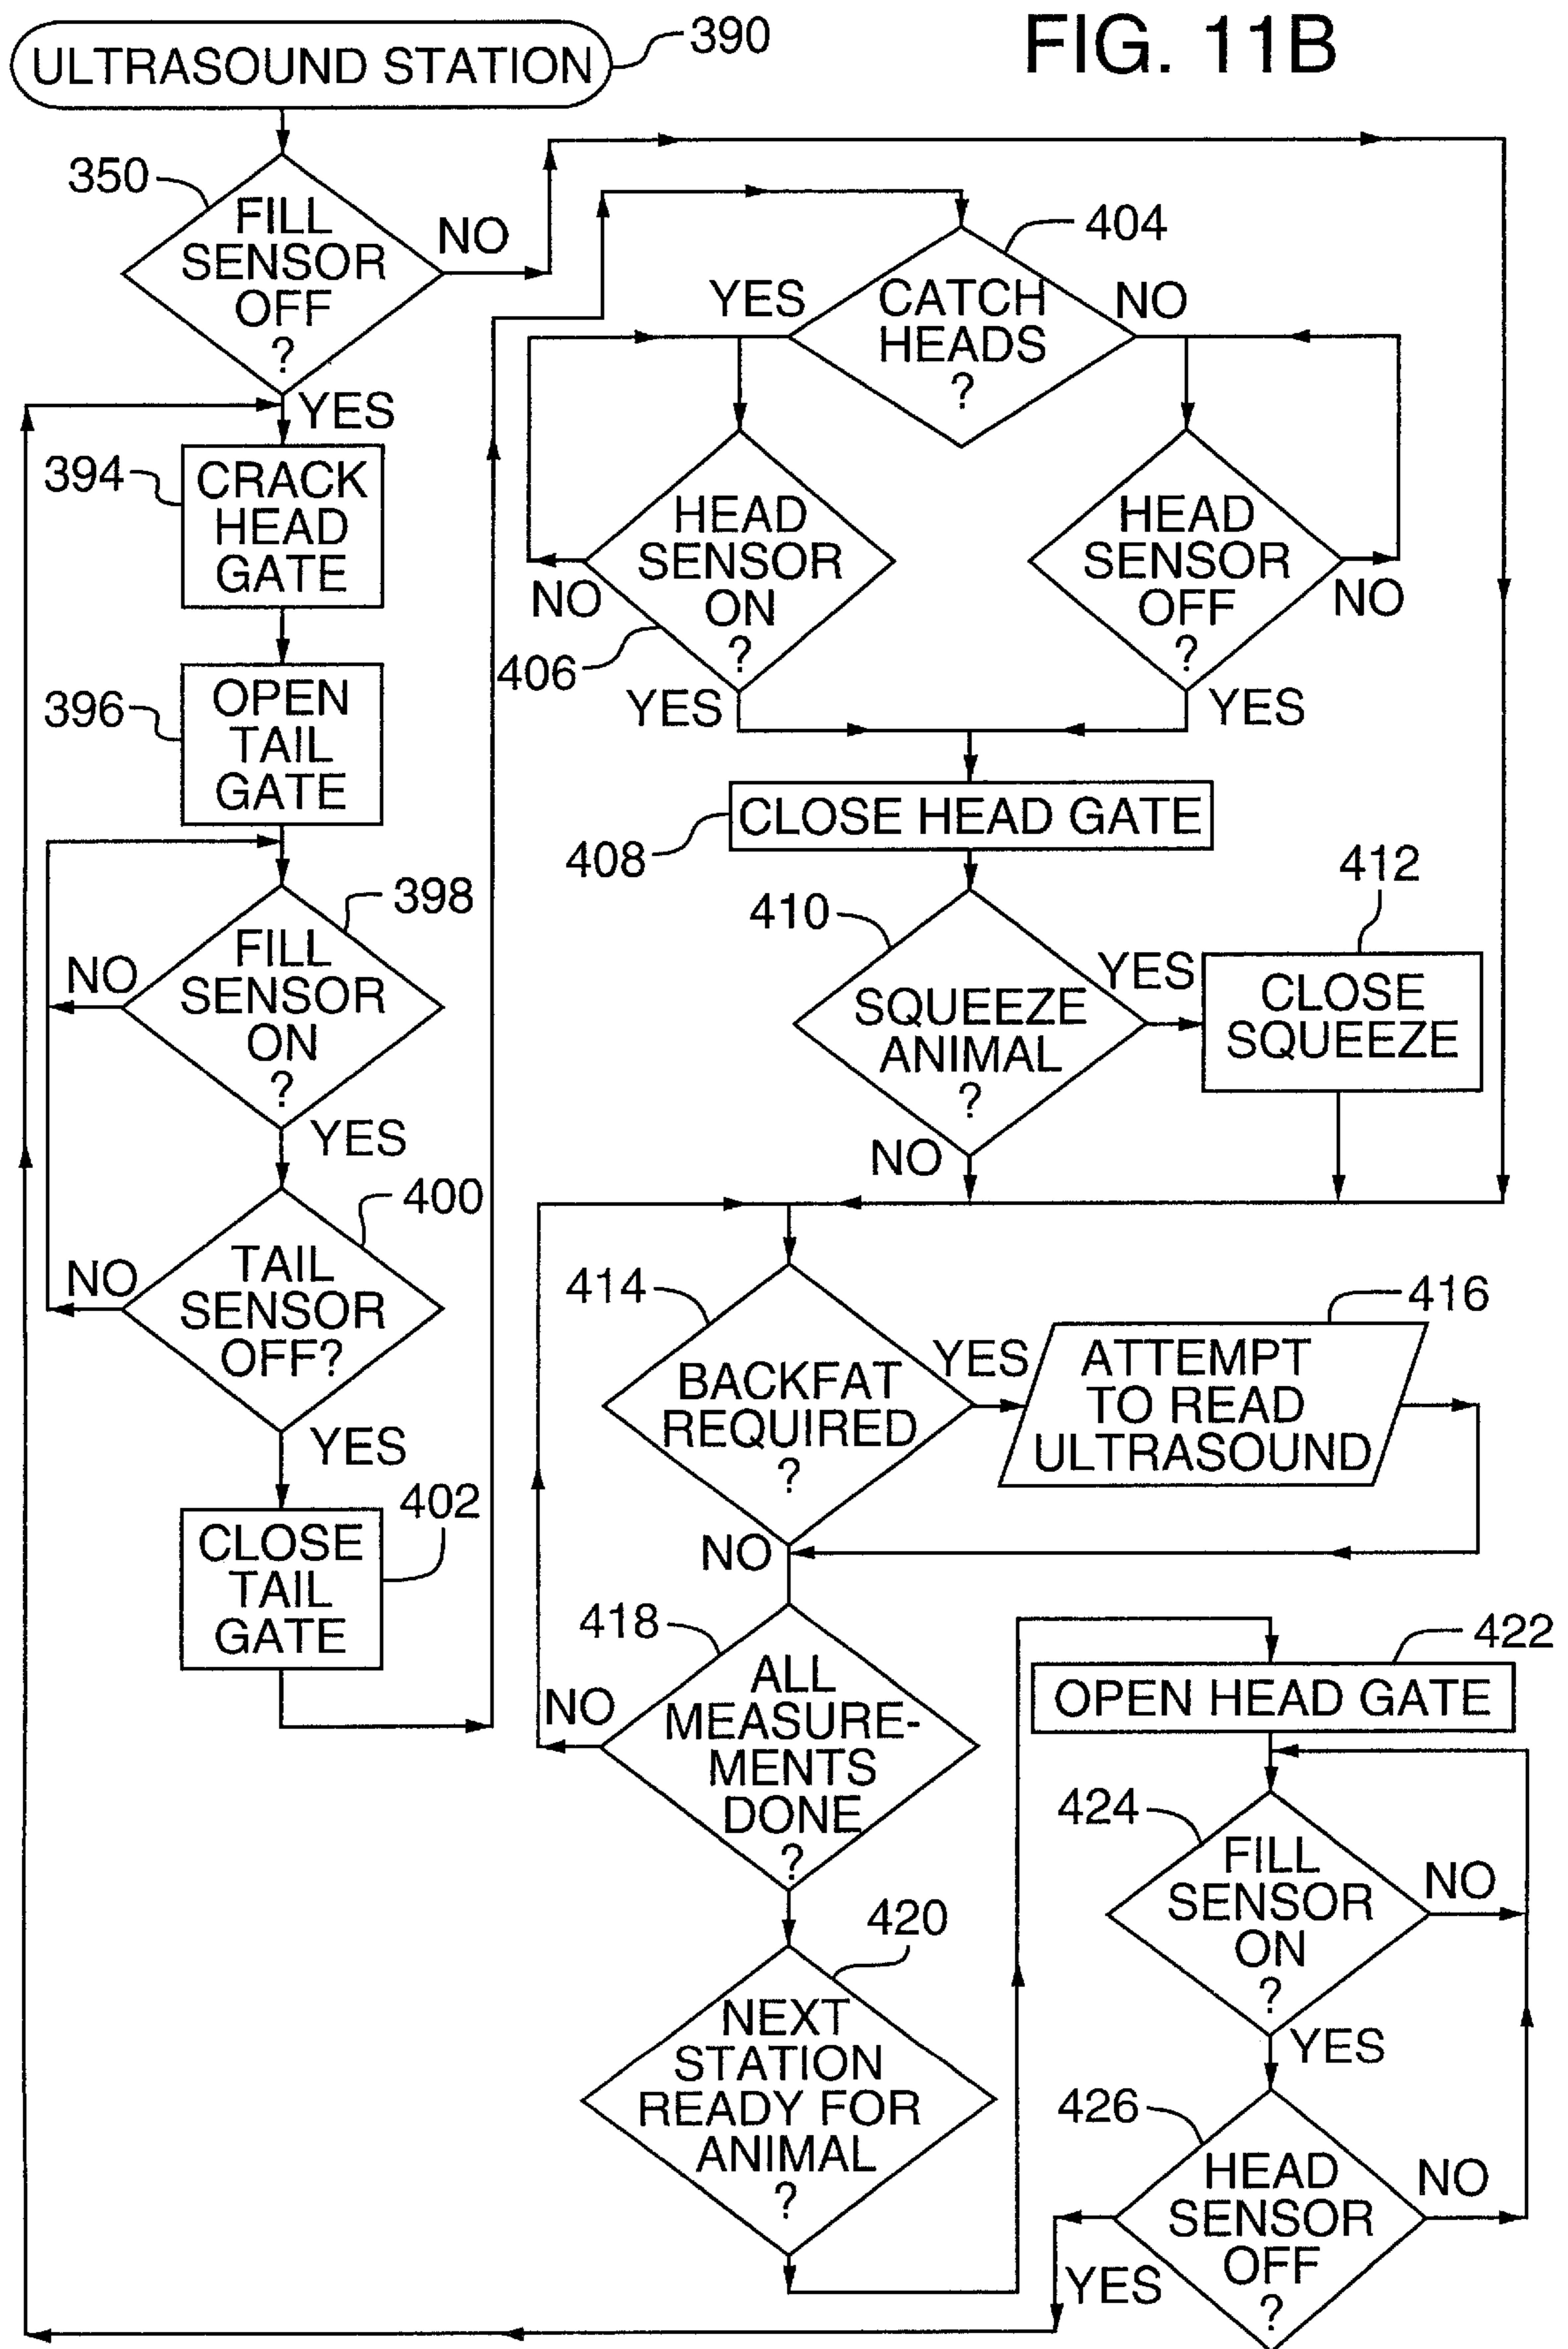 FIG. 11B
ULTRASOUND STATION
390
350
FILL
SENSOR
OFF
?
NO
YES
394
CRACK
HEAD
GATE
396
OPEN
TAIL
GATE
398
FILL
SENSOR
ON
?
NO
YES
400
TAIL
SENSOR
OFF?
NO
YES
402
CLOSE
TAIL
GATE
404
CATCH
HEADS
?
YES
NO
HEAD
SENSOR
ON
?
NO
406
YES
HEAD
SENSOR
OFF
?
NO
YES
CLOSE HEAD GATE
408
410
SQUEEZE
ANIMAL
?
YES
NO
412
CLOSE
SQUEEZE
414
BACKFAT
REQUIRED
?
YES
NO
416
ATTEMPT
TO READ
ULTRASOUND
418
ALL
MEASURE-
MENTS
DONE
?
NO
420
NEXT
STATION
READY FOR
ANIMAL
?
422
OPEN HEAD GATE
424
FILL
SENSOR
ON
?
NO
YES
426
HEAD
SENSOR
OFF
?
NO
YES